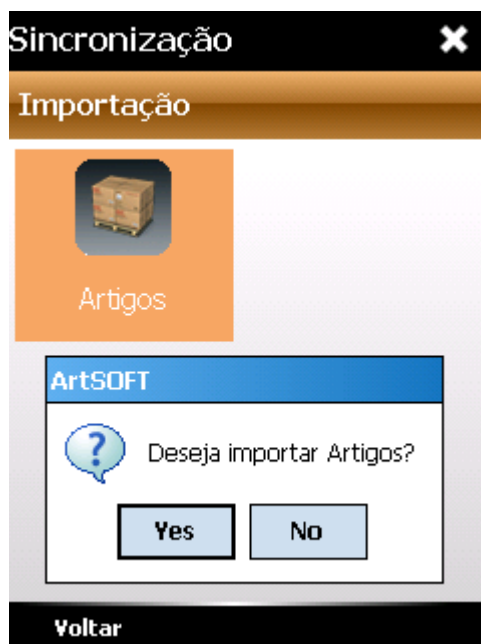 Sincronização
Importação
Artigos
ArtSOFT
Deseja importar Artigos?
Yes No
Voltar